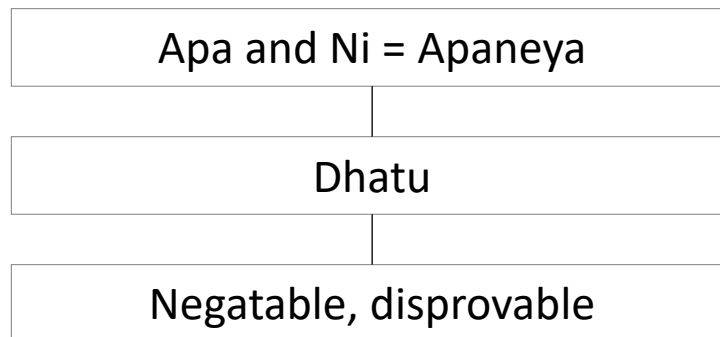 Apa and Ni = Apaneya
Dhatu
Negatable, disprovable